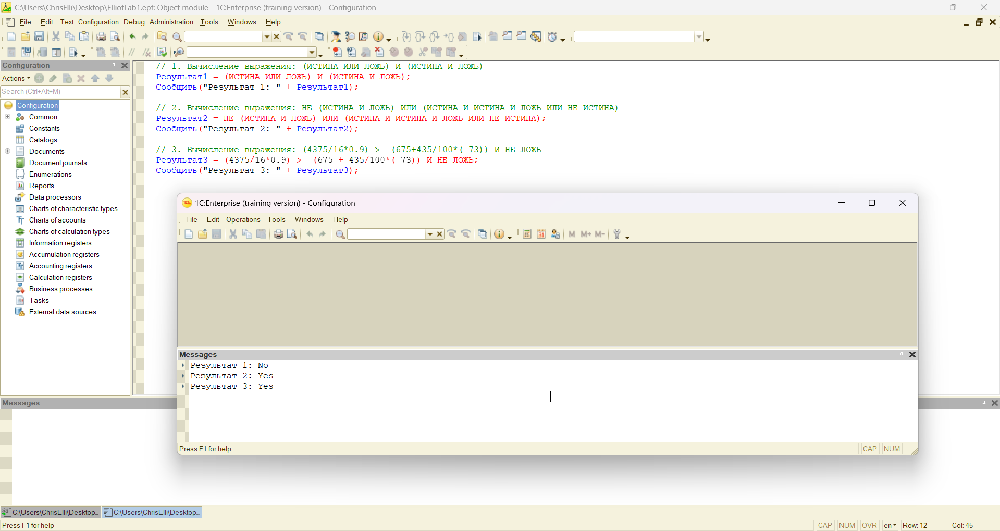 C:\Users\ChrisElli\Desktop\ElliotLab1.epf: Object module - 1C:Enterprise (training version) - Configuration
File Edit Text Configuration Debug Administration Tools Windows Help
Configuration
Actions
Search (Ctrl+Alt+M)
Configuration
Common
Constants
Catalogs
Documents
Document journals
Enumerations
Reports
Data processors
Charts of characteristic types
Charts of accounts
Charts of calculation types
Information registers
Accumulation registers
Accounting registers
Calculation registers
Business processes
Tasks
External data sources
// 1. Вычисление выражения: (ИСТИНА ИЛИ ЛОЖЬ) И (ИСТИНА И ЛОЖЬ)
Результат1 = (ИСТИНА ИЛИ ЛОЖЬ) И (ИСТИНА И ЛОЖЬ);
Сообщить("Результат 1: " + Результат1);
// 2. Вычисление выражения: НЕ (ИСТИНА И ЛОЖЬ) ИЛИ (ИСТИНА И ИСТИНА И ЛОЖЬ ИЛИ НЕ ИСТИНА)
Результат2 = НЕ (ИСТИНА И ЛОЖЬ) ИЛИ (ИСТИНА И ИСТИНА И ЛОЖЬ ИЛИ НЕ ИСТИНА);
Сообщить("Результат 2: " + Результат2);
// 3. Вычисление выражения: (4375/16*0.9) > -(675+435/100*(-73)) И НЕ ЛОЖЬ
Результат3 = (4375/16*0.9) > -(675 + 435/100*(-73)) И НЕ ЛОЖЬ;
Сообщить("Результат 3: " + Результат3);
1C:Enterprise (training version) - Configuration
File Edit Operations Tools Windows Help
31 M M+ M-
Messages
Результат 1: No
Результат 2: Yes
Результат 3: Yes
Press F1 for help CAP NUM
Messages
C:\Users\ChrisElli\Desktop... C:\Users\ChrisElli\Desktop...
Press F1 for help CAP NUM OVR en Row: 12 Col: 45